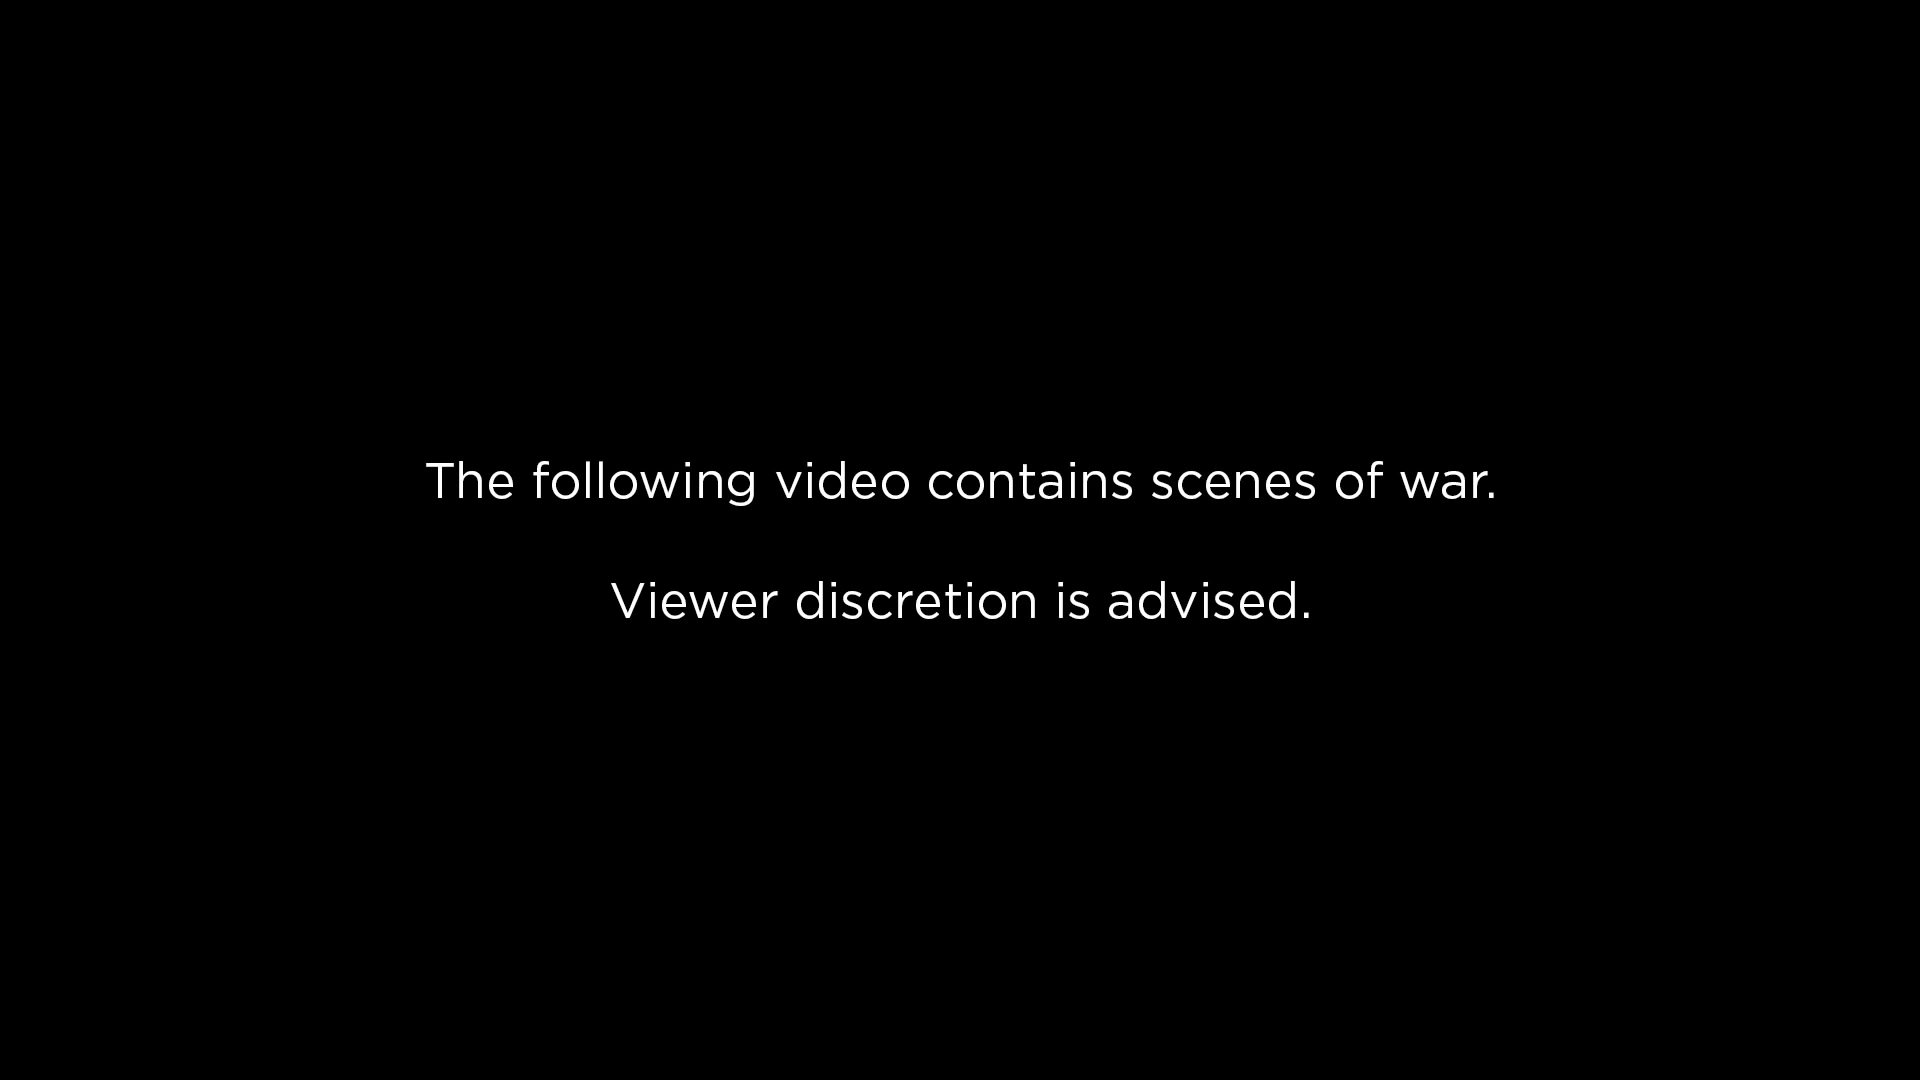 The following video contains scenes of war.
Viewer discretion is advised.